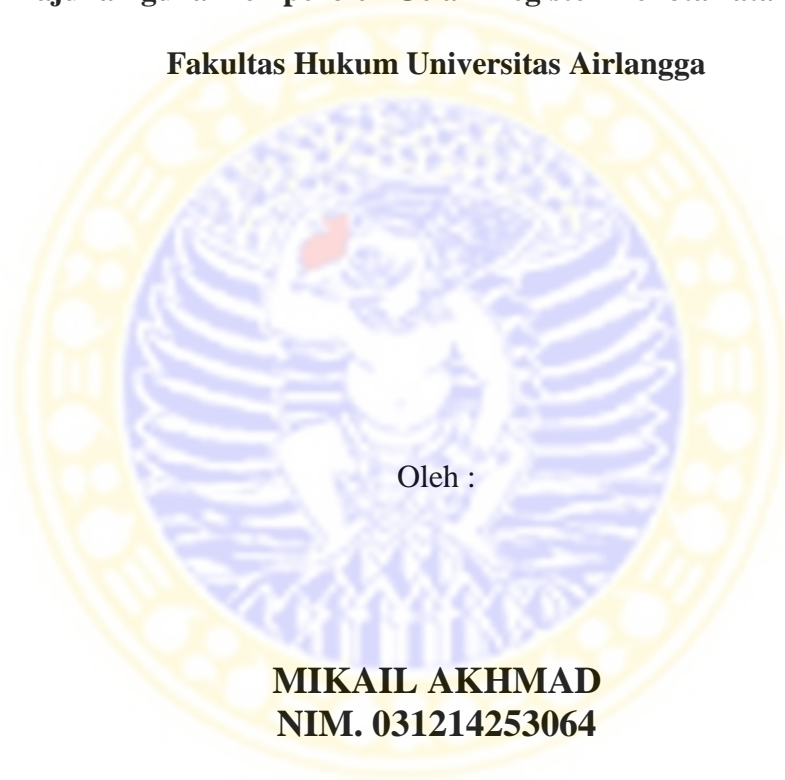 Fakultas Hukum Universitas Airlangga
Oleh :
MIKAIL AKHMAD
NIM. 031214253064